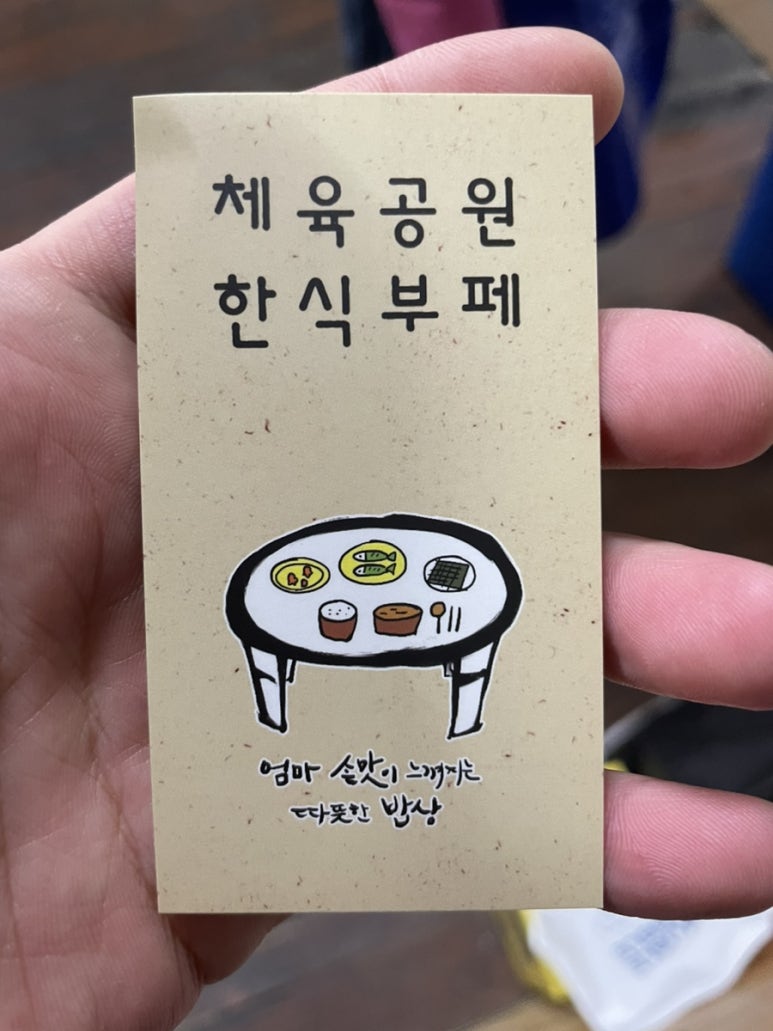 체육공원
한식부페
엄마 손맛이 느껴지는
따뜻한 밥상